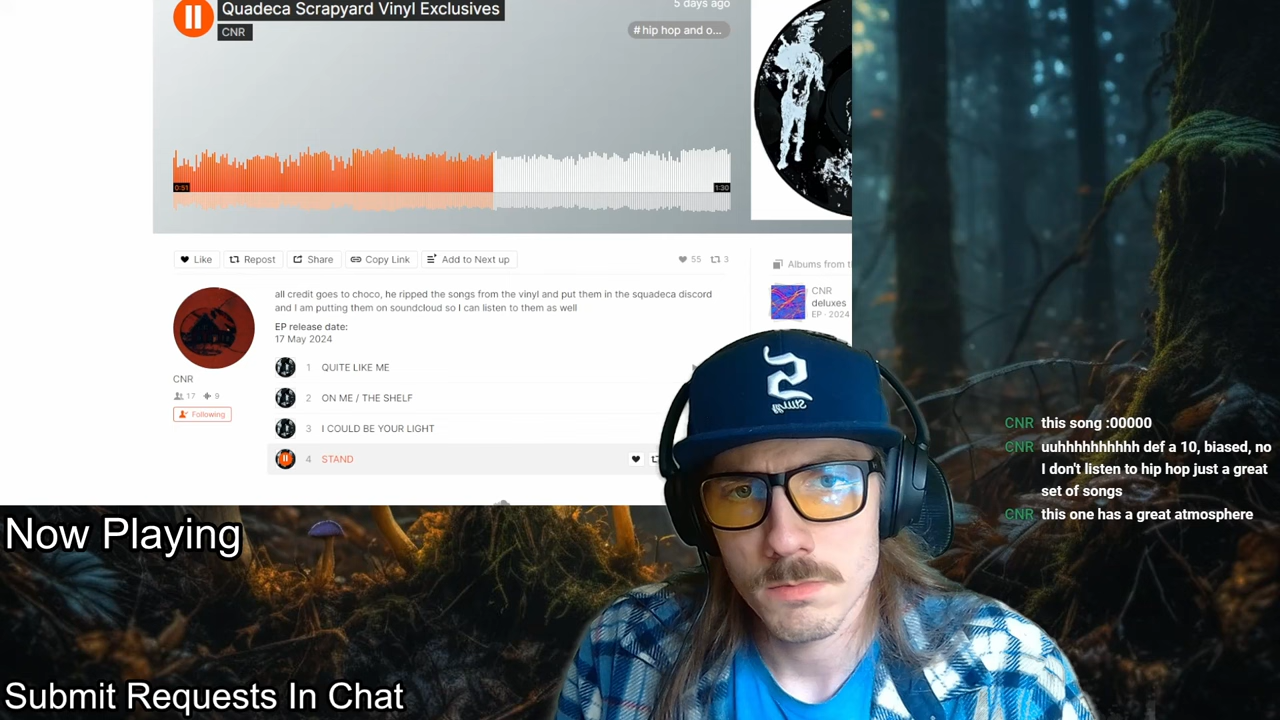 Quadeca Scrapyard Vinyl Exclusives
CNR
5 days ago
# hip hop and o...
0:51
1:30
Like
Repost
Share
Copy Link
Add to Next up
55
3
all credit goes to choco, he ripped the songs from the vinyl and put them in the squadeca discord
and I am putting them on soundcloud so I can listen to them as well
EP release date:
17 May 2024
CNR
17
9
Following
1 QUITE LIKE ME
2 ON ME / THE SHELF
3 I COULD BE YOUR LIGHT
4 STAND
Albums from
CNR
deluxes
EP · 2024
CNR this song :00000
CNR uuhhhhhhhhh def a 10, biased, no
I don't listen to hip hop just a great
set of songs
CNR this one has a great atmosphere
Now Playing
Submit Requests In Chat